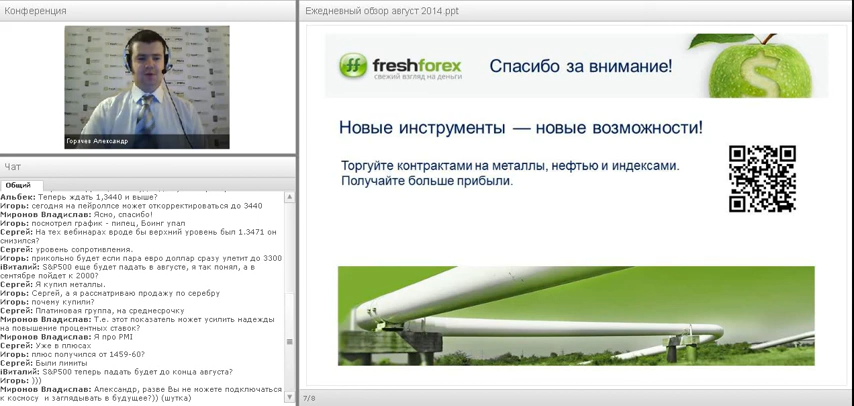 Конференция
Горячев Александр
Чат
Общий
Альбек: Теперь ждать 1,3440 и выше?
Игорь: сегодня на пейроллсе может откорректироваться до 3440
Миронов Владислав: Ясно, спасибо!
Игорь: посмотрел график - пипец, Боинг упал
Сергей: На тех вебинарах вроде бы верхний уровень был 1.3471 он
снизился?
Сергей: уровень сопротивления.
Игорь: прикольно будет если пара евро доллар сразу улетит до 3300
iВиталий: S&P500 еще будет падать в августе, я так понял, а в
сентябре пойдет к 2000?
Сергей: Я купил металлы.
Игорь: Сергей, а я рассматриваю продажу по серебру
Игорь: почему купили?
Сергей: Платиновая группа, на среднесрочку
Миронов Владислав: Т.е. этот показатель может усилить надежды
на повышение процентных ставок?
Миронов Владислав: Я про PMI
Сергей: Уже в плюсах
Игорь: плюс получился от 1459-60?
Сергей: Были лимиты
iВиталий: S&P500 теперь падать будет до конца августа?
Игорь: )))
Миронов Владислав: Александр, разве Вы не можете подключаться
к космосу и заглядывать в будущее?)) (шутка)
Ежедневный обзор август 2014.ppt
freshforex
свежий взгляд на деньги
Спасибо за внимание!
Новые инструменты — новые возможности!
Торгуйте контрактами на металлы, нефтью и индексами.
Получайте больше прибыли.
7/8